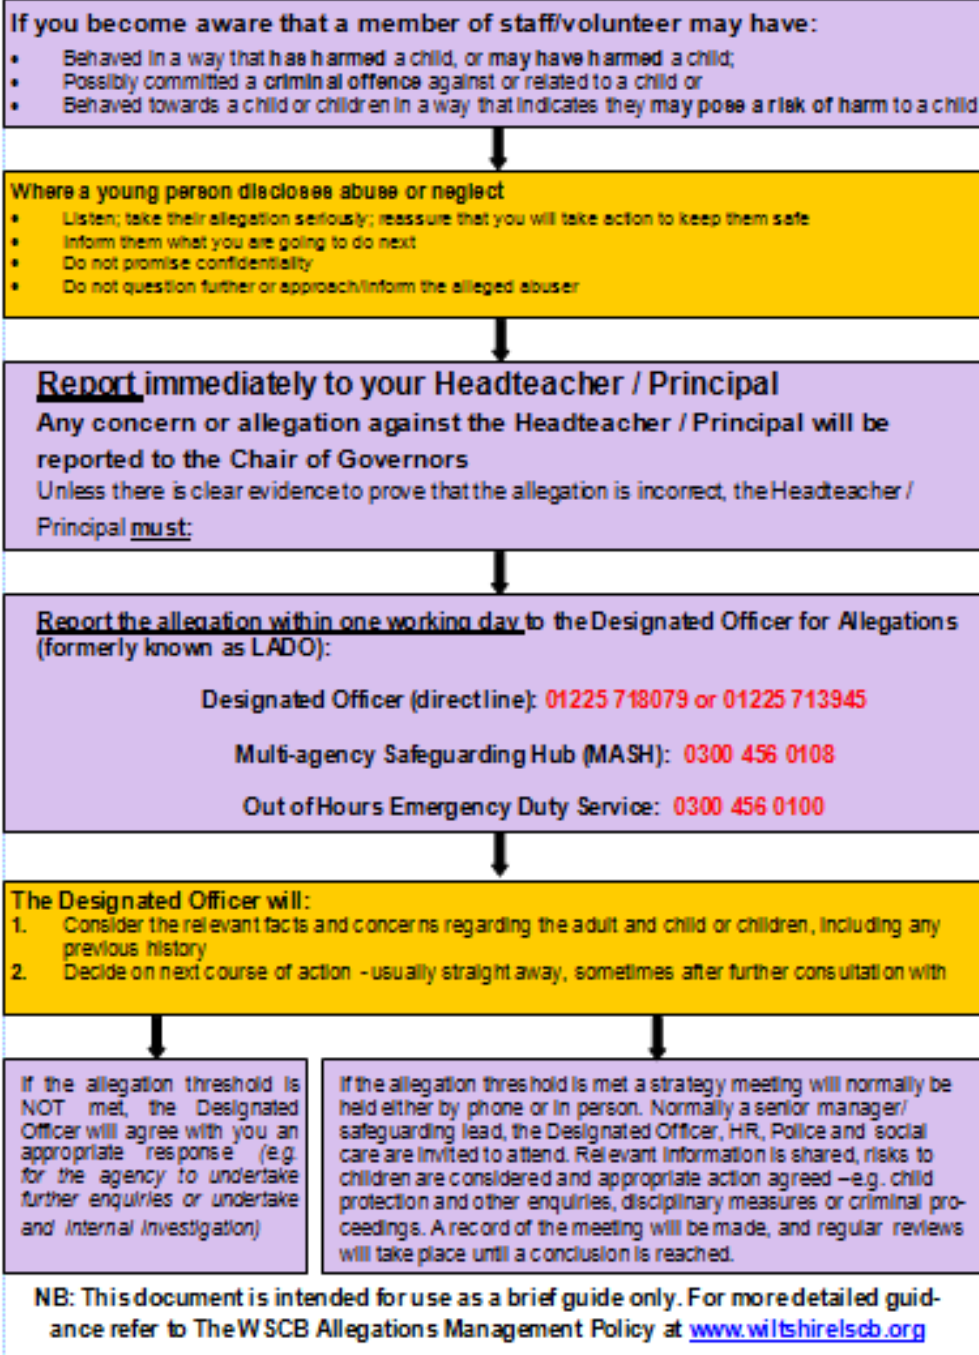 If you become aware that a member of staff/volunteer may have:
• Behaved in a way that has harmed a child, or may have harmed a child;
• Possibly committed a criminal offence against or related to a child or
• Behaved towards a child or children in a way that indicates they may pose a risk of harm to a child
Where a young person discloses abuse or neglect
• Listen; take their allegation seriously; reassure that you will take action to keep them safe
• Inform them what you are going to do next
• Do not promise confidentiality
• Do not question further or approach/inform the alleged abuser
Report immediately to your Headteacher / Principal
Any concern or allegation against the Headteacher / Principal will be
reported to the Chair of Governors
Unless there is clear evidence to prove that the allegation is incorrect, the Headteacher /
Principal must:
Report the allegation within one working day to the Designated Officer for Allegations
(formerly known as LADO):
Designated Officer (direct line): 01225 718079 or 01225 713945
Multi-agency Safeguarding Hub (MASH): 0300 456 0108
Out of Hours Emergency Duty Service: 0300 456 0100
The Designated Officer will:
1. Consider the relevant facts and concerns regarding the adult and child or children, including any
previous history
2. Decide on next course of action - usually straight away, sometimes after further consultation with
If the allegation threshold is
NOT met, the Designated
Officer will agree with you an
appropriate response (e.g.
for the agency to undertake
further enquiries or undertake
and internal investigation)
If the allegation threshold is met a strategy meeting will normally be
held either by phone or in person. Normally a senior manager/
safeguarding lead, the Designated Officer, HR, Police and social
care are invited to attend. Relevant information is shared, risks to
children are considered and appropriate action agreed –e.g. child
protection and other enquiries, disciplinary measures or criminal pro-
ceedings. A record of the meeting will be made, and regular reviews
will take place until a conclusion is reached.
NB: This document is intended for use as a brief guide only. For more detailed guid-
ance refer to The WSCB Allegations Management Policy at www.wiltshirelscb.org